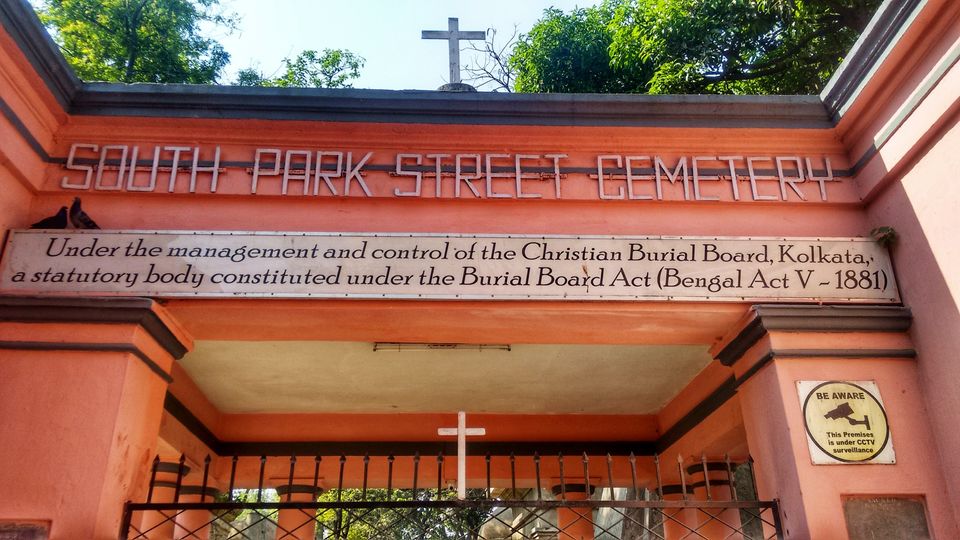 SOUTH PARK STREET CEMETERY
Under the management and control of the Christian Burial Board, Kolkata,
a statutory body constituted under the Burial Board Act (Bengal Act V - 1881)
BE AWARE
This Premises
is under CCTV
surveillance